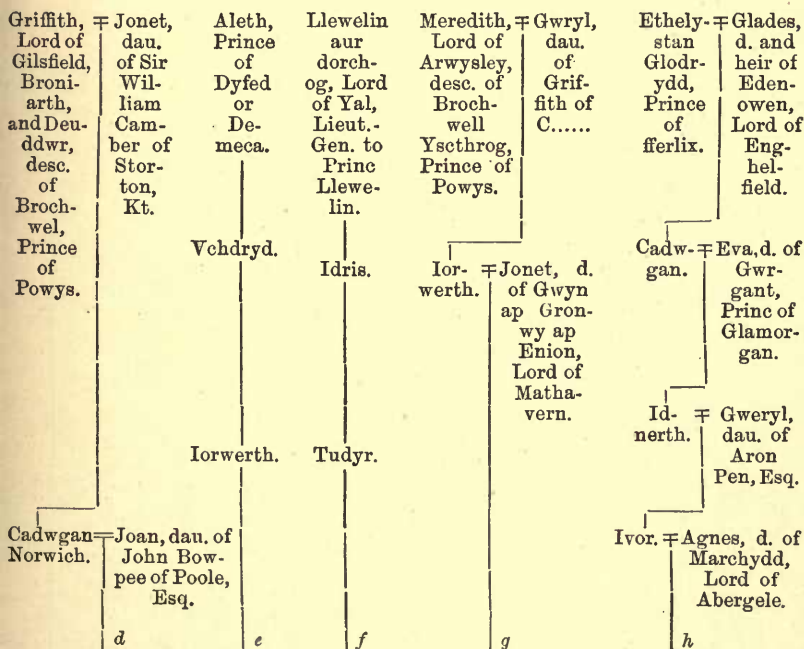 Griffith,
Lord of
Gilsfield,
Broni-
arth,
and Deu-
ddwr,
desc.
of
Broch-
wel,
Prince
of
Powys.
Jonet,
dau.
of Sir
Wil-
liam
Cam-
ber of
Stor-
ton,
Kt.
Cadwgan
Norwich.
Joan, dau. of
John Bow-
pee of Poole,
Esq.
d
Aleth,
Prince
of
Dyfed
or
De-
meca.
Vchdryd.
Iorwerth.
e
Llewelin
aur
dorch-
og, Lord
of Yal,
Lieut.-
Gen. to
Princ
Llewe-
lin.
Idris.
Tudyr.
f
Meredith,
Lord of
Arwysley,
desc. of
Broch-
well
Yscthrog,
Prince of
Powys.
Gwryl,
dau.
of
Grif-
fith of
C......
Ior-
werth.
Jonet, d.
of Gwyn
ap Gron-
wy ap
Enion,
Lord of
Matha-
vern.
g
Ethely-
stan
Glodr-
ydd,
Prince
of
fferlix.
Glades,
d. and
heir of
Eden-
owen,
Lord of
Eng-
hel-
field.
Cadw-
gan.
Eva, d. of
Gwr-
gant,
Princ of
Glamor-
gan.
Id-
nerth.
Gweryl,
dau. of
Aron
Pen, Esq.
Ivor.
Agnes, d. of
Marchydd,
Lord of
Abergele.
h